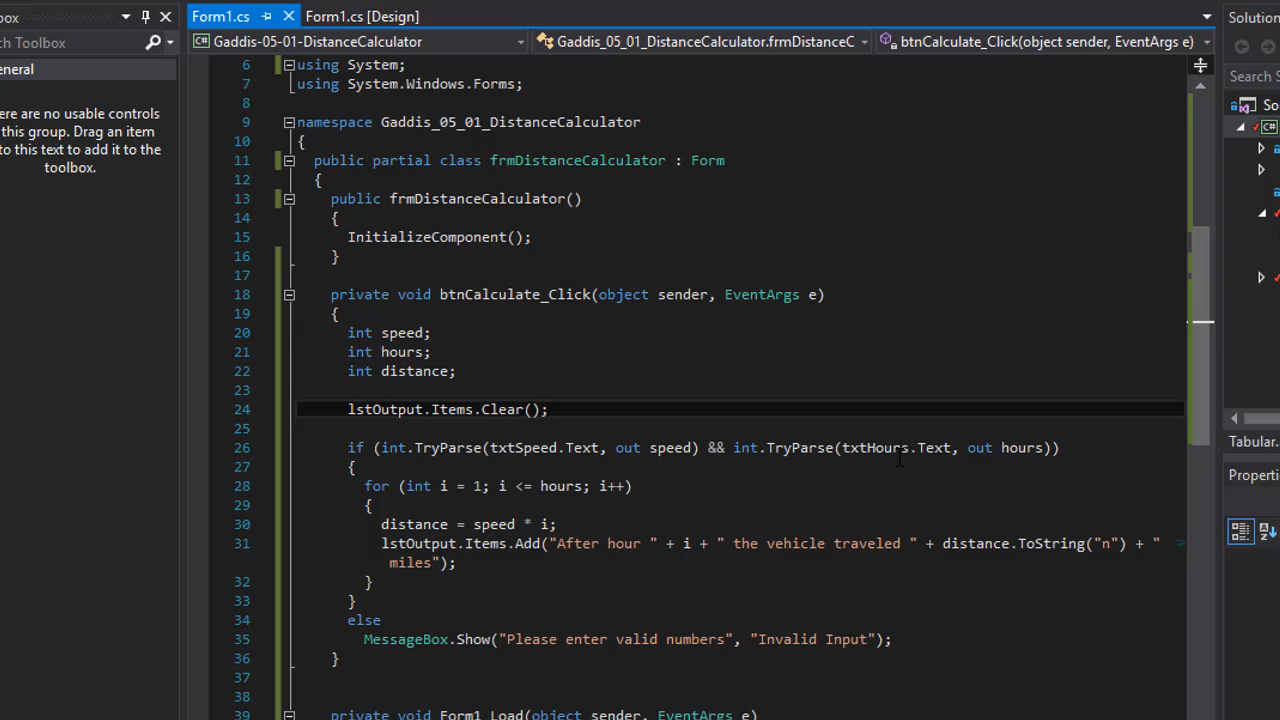 box
Form1.cs
Form1.cs [Design]
Solution
ch Toolbox
Gaddis-05-01-DistanceCalculator
Gaddis_05_01_DistanceCalculator.frmDistanceC
btnCalculate_Click(object sender, EventArgs e)
eneral
ere are no usable controls
this group. Drag an item
to this text to add it to the
toolbox.
6 using System;
7 using System.Windows.Forms;
8
9 namespace Gaddis_05_01_DistanceCalculator
10 {
11 public partial class frmDistanceCalculator : Form
12 {
13 public frmDistanceCalculator()
14 {
15 InitializeComponent();
16 }
17
18 private void btnCalculate_Click(object sender, EventArgs e)
19 {
20 int speed;
21 int hours;
22 int distance;
23
24 lstOutput.Items.Clear();
25
26 if (int.TryParse(txtSpeed.Text, out speed) && int.TryParse(txtHours.Text, out hours))
27 {
28 for (int i = 1; i <= hours; i++)
29 {
30 distance = speed * i;
31 lstOutput.Items.Add("After hour " + i + " the vehicle traveled " + distance.ToString("n") + "
miles");
32 }
33 }
34 else
35 MessageBox.Show("Please enter valid numbers", "Invalid Input");
36 }
37
38
39 private void Form1_Load(object sender, EventArgs e)
Search S
So
C#
Tabular
Properti